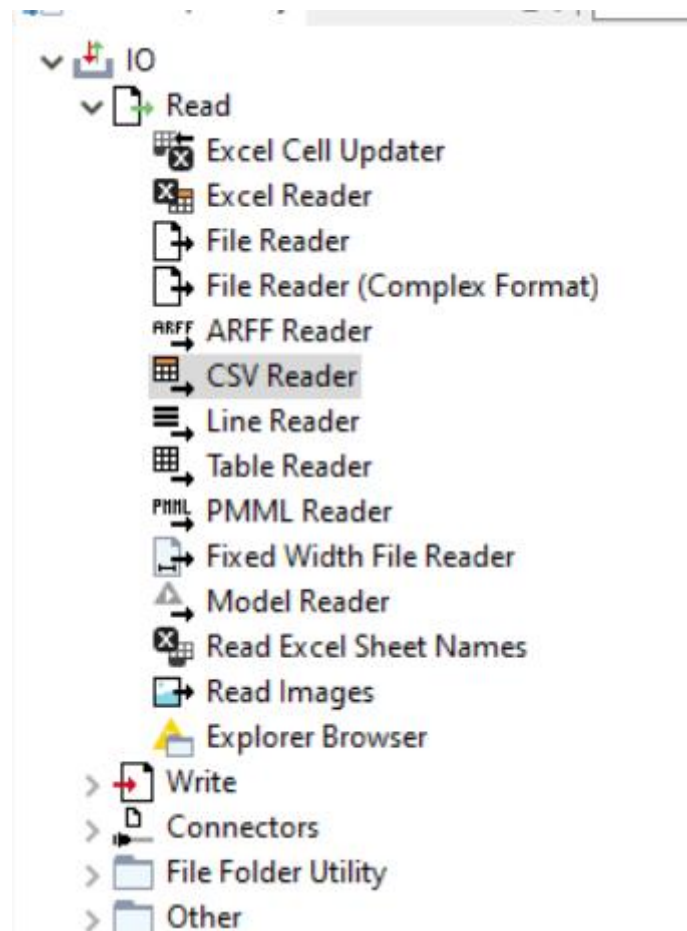 IO
Read
Excel Cell Updater
Excel Reader
File Reader
File Reader (Complex Format)
ARFF ARFF Reader
CSV Reader
Line Reader
Table Reader
PMML PMML Reader
Fixed Width File Reader
Model Reader
Read Excel Sheet Names
Read Images
Explorer Browser
Write
Connectors
File Folder Utility
Other